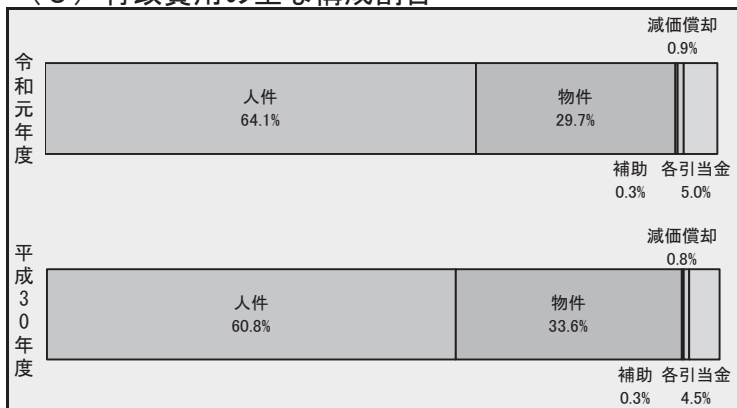 (3) 行政費用の主な構成割合
令和元年度
減価償却
0.9%
人件
64.1%
物件
29.7%
補助
0.3%
各引当金
5.0%
平成30年度
減価償却
0.8%
人件
60.8%
物件
33.6%
補助
0.3%
各引当金
4.5%